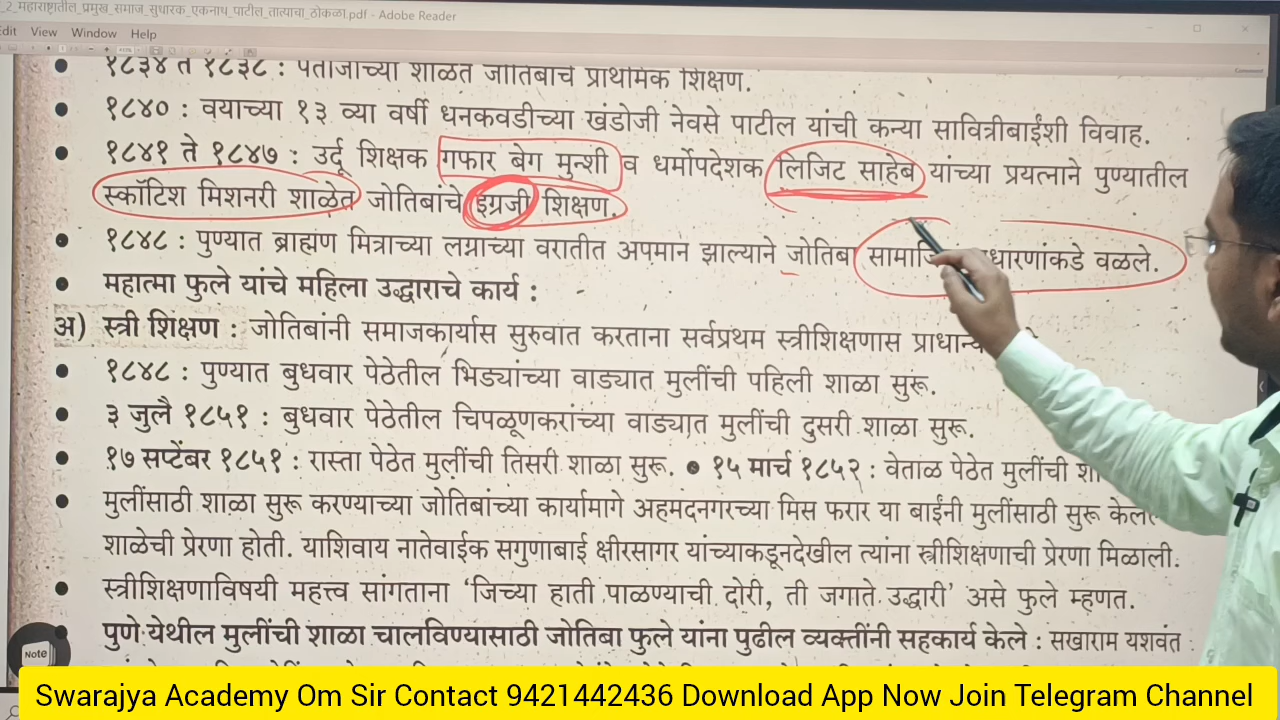 _2_महाराष्ट्रातील_प्रमुख_समाज_सुधारक_एकनाथ_पाटील_तात्याचा_ठोकळा.pdf - Adobe Reader
Edit View Window Help
Comment
• १८३४ ते १८३८ : पंतोजींच्या शाळेत जोतिबांचे प्राथमिक शिक्षण.
• १८४० : वयाच्या १३ व्या वर्षी धनकवडीच्या खंडोजी नेवसे पाटील यांची कन्या सावित्रीबाईंशी विवाह.
• १८४१ ते १८४७ : उर्दू शिक्षक गफार बेग मुन्शी व धर्मोपदेशक लिजिट साहेब यांच्या प्रयत्नाने पुण्यातील
स्कॉटिश मिशनरी शाळेत जोतिबांचे इंग्रजी शिक्षण.
• १८४८ : पुण्यात ब्राह्मण मित्राच्या लग्नाच्या वरातीत अपमान झाल्याने जोतिबा वळले.
• महात्मा फुले यांचे महिला उद्धाराचे कार्य :
अ) स्त्री शिक्षण : जोतिबांनी समाजकार्यास सुरुवात करताना सर्वप्रथम स्त्रीशिक्षणास
• १८४८ : पुण्यात बुधवार पेठेतील भिड्यांच्या वाड्यात मुलींची पहिली शाळा सुरू.
• ३ जुलै १८५१ : बुधवार पेठेतील चिपळूणकरांच्या वाड्यात मुलींची दुसरी शाळा सुरू.
• १७ सप्टेंबर १८५१ : रास्ता पेठेत मुलींची तिसरी शाळा सुरू. • १५ मार्च १८५२ : वेताळ पेठेत मुलींची
• मुलींसाठी शाळा सुरू करण्याच्या जोतिबांच्या कार्यामागे अहमदनगरच्या मिस फरार या बाईंनी मुलींसाठी सुरू
शाळेची प्रेरणा होती. याशिवाय नातेवाईक सगुणाबाई क्षीरसागर यांच्याकडूनदेखील त्यांना स्त्रीशिक्षणाची प्रेरणा मिळाली.
• स्त्रीशिक्षणाविषयी महत्त्व सांगताना ‘जिच्या हाती पाळण्याची दोरी, ती जगाते उद्धारी’ असे फुले म्हणत.
• पुणे येथील मुलींची शाळा चालविण्यासाठी जोतिबा फुले यांना पुढील व्यक्तींनी सहकार्य केले : सखाराम यशवंत
Note
Swarajya Academy Om Sir Contact 9421442436 Download App Now Join Telegram Channel